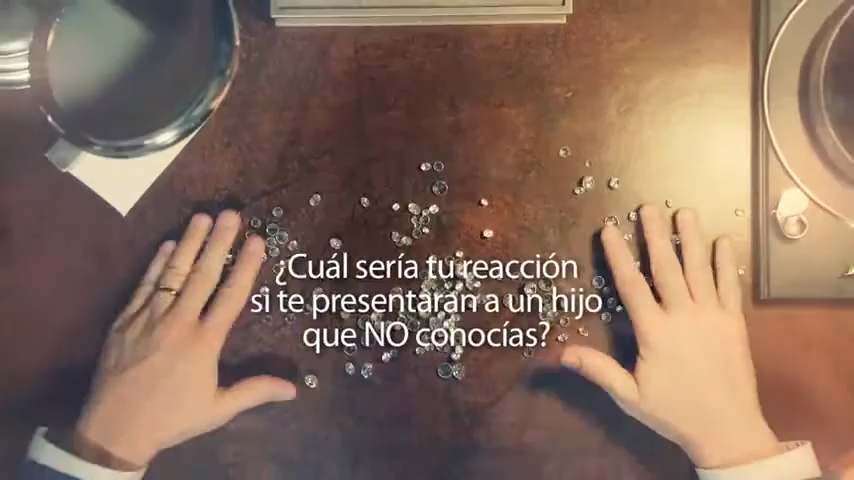 ¿Cuál sería tu reacción
si te presentaran a un hijo
que NO conocías?